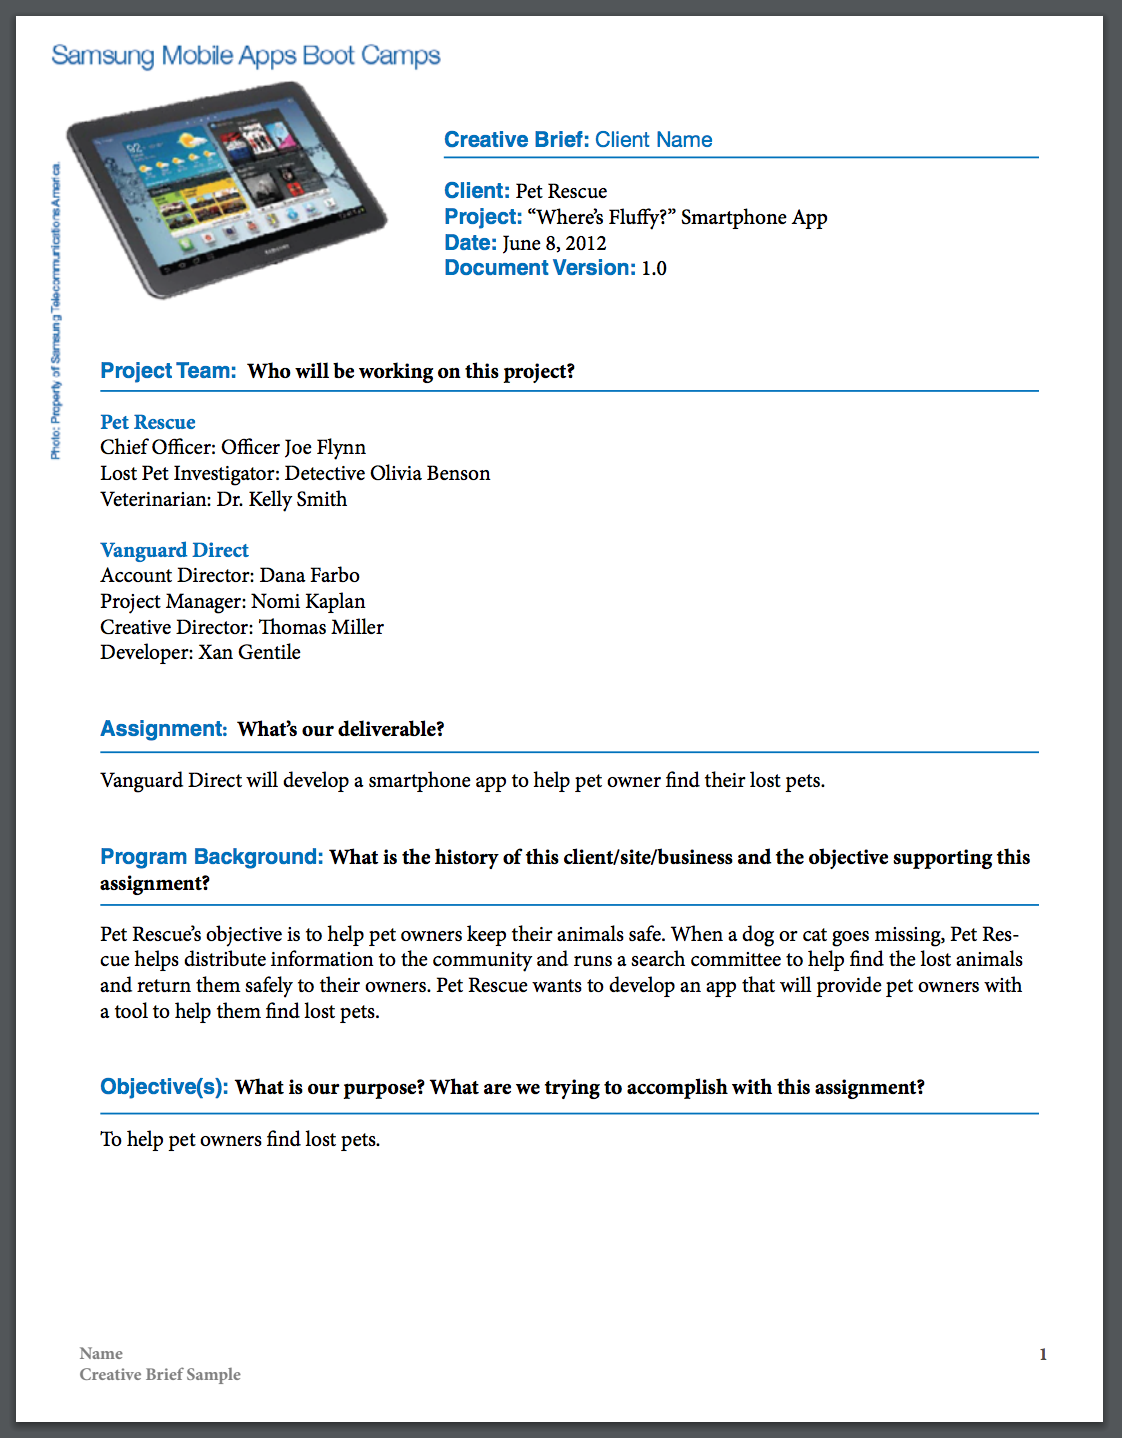 Samsung Mobile Apps Boot Camps
Photo: Property of Samsung Telecommunications America.
Creative Brief: Client Name
Client: Pet Rescue
Project: “Where’s Fluffy?” Smartphone App
Date: June 8, 2012
Document Version: 1.0
Project Team: Who will be working on this project?
Pet Rescue
Chief Officer: Officer Joe Flynn
Lost Pet Investigator: Detective Olivia Benson
Veterinarian: Dr. Kelly Smith
Vanguard Direct
Account Director: Dana Farbo
Project Manager: Nomi Kaplan
Creative Director: Thomas Miller
Developer: Xan Gentile
Assignment: What’s our deliverable?
Vanguard Direct will develop a smartphone app to help pet owner find their lost pets.
Program Background: What is the history of this client/site/business and the objective supporting this
assignment?
Pet Rescue’s objective is to help pet owners keep their animals safe. When a dog or cat goes missing, Pet Res-
cue helps distribute information to the community and runs a search committee to help find the lost animals
and return them safely to their owners. Pet Rescue wants to develop an app that will provide pet owners with
a tool to help them find lost pets.
Objective(s): What is our purpose? What are we trying to accomplish with this assignment?
To help pet owners find lost pets.
Name
Creative Brief Sample
1